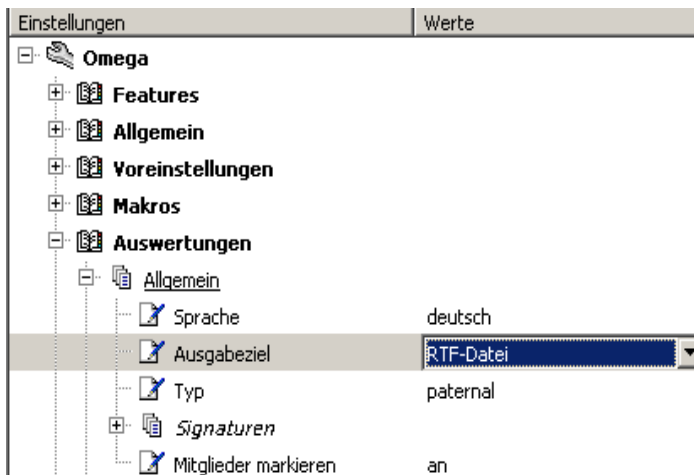 Einstellungen Werte
Omega
Features
Allgemein
Voreinstellungen
Makros
Auswertungen
Allgemein
Sprache deutsch
Ausgabeziel RTF-Datei
Typ paternal
Signaturen
Mitglieder markieren an